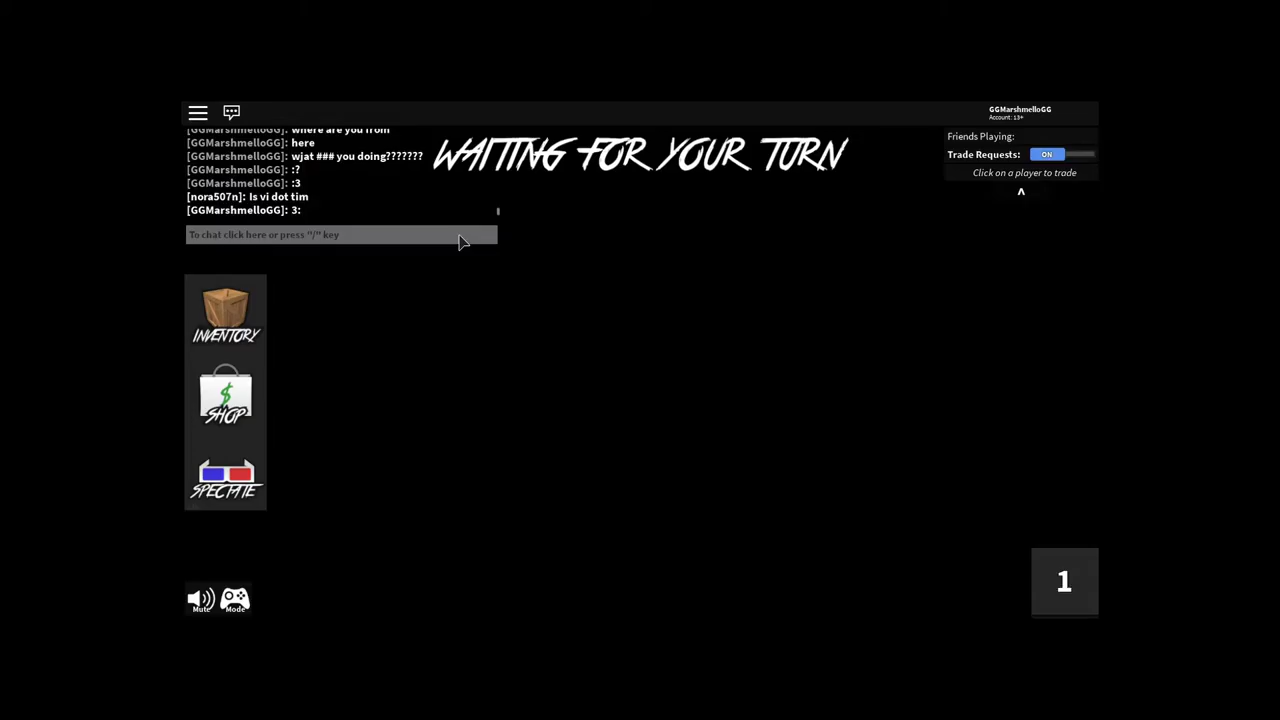 GGMarshmelloGG
Account: 13+
[GGMarshmelloGG]: where are you from
[GGMarshmelloGG]: here
[GGMarshmelloGG]: wjat ### you doing???????
[GGMarshmelloGG]: :?
[GGMarshmelloGG]: :3
[nora507n]: Is vi dot tim
[GGMarshmelloGG]: 3:
To chat click here or press "/" key
WAITING FOR YOUR TURN
Friends Playing:
Trade Requests: ON
Click on a player to trade
^
INVENTORY
$
SHOP
SPECTATE
Mute
Mode
1